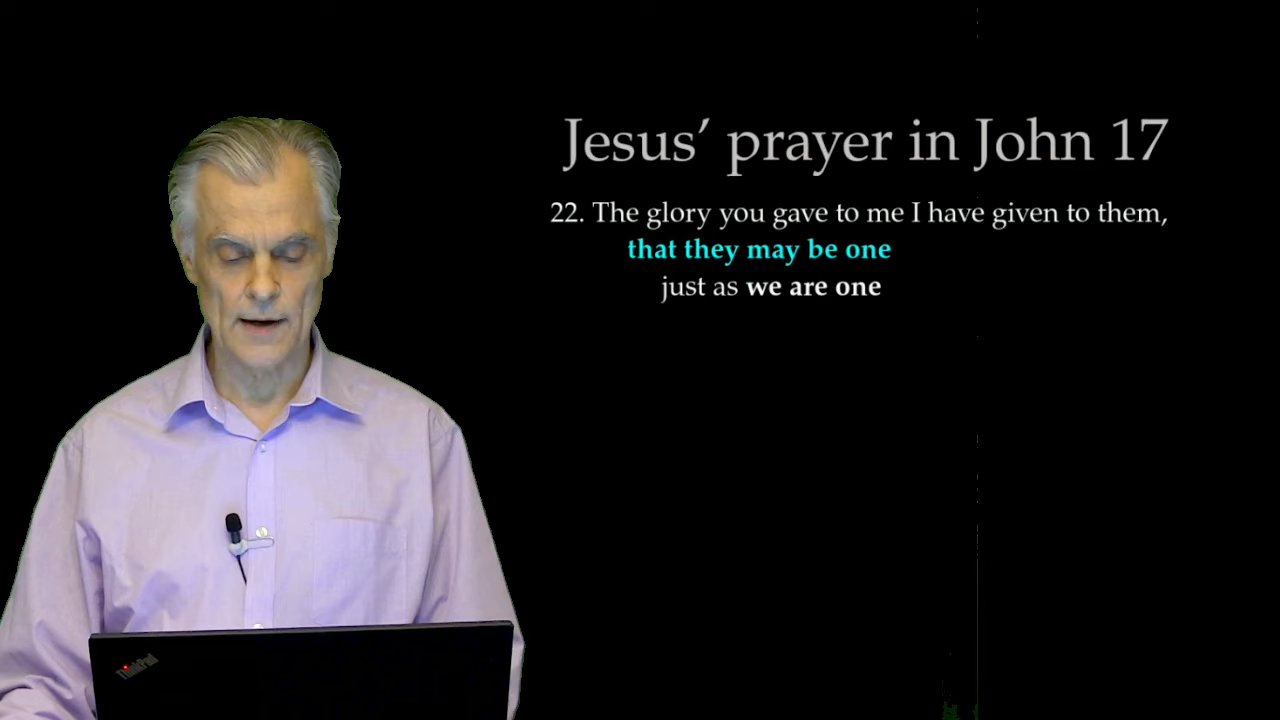 Jesus’ prayer in John 17
22. The glory you gave to me I have given to them,
that they may be one
just as we are one
ThinkPad